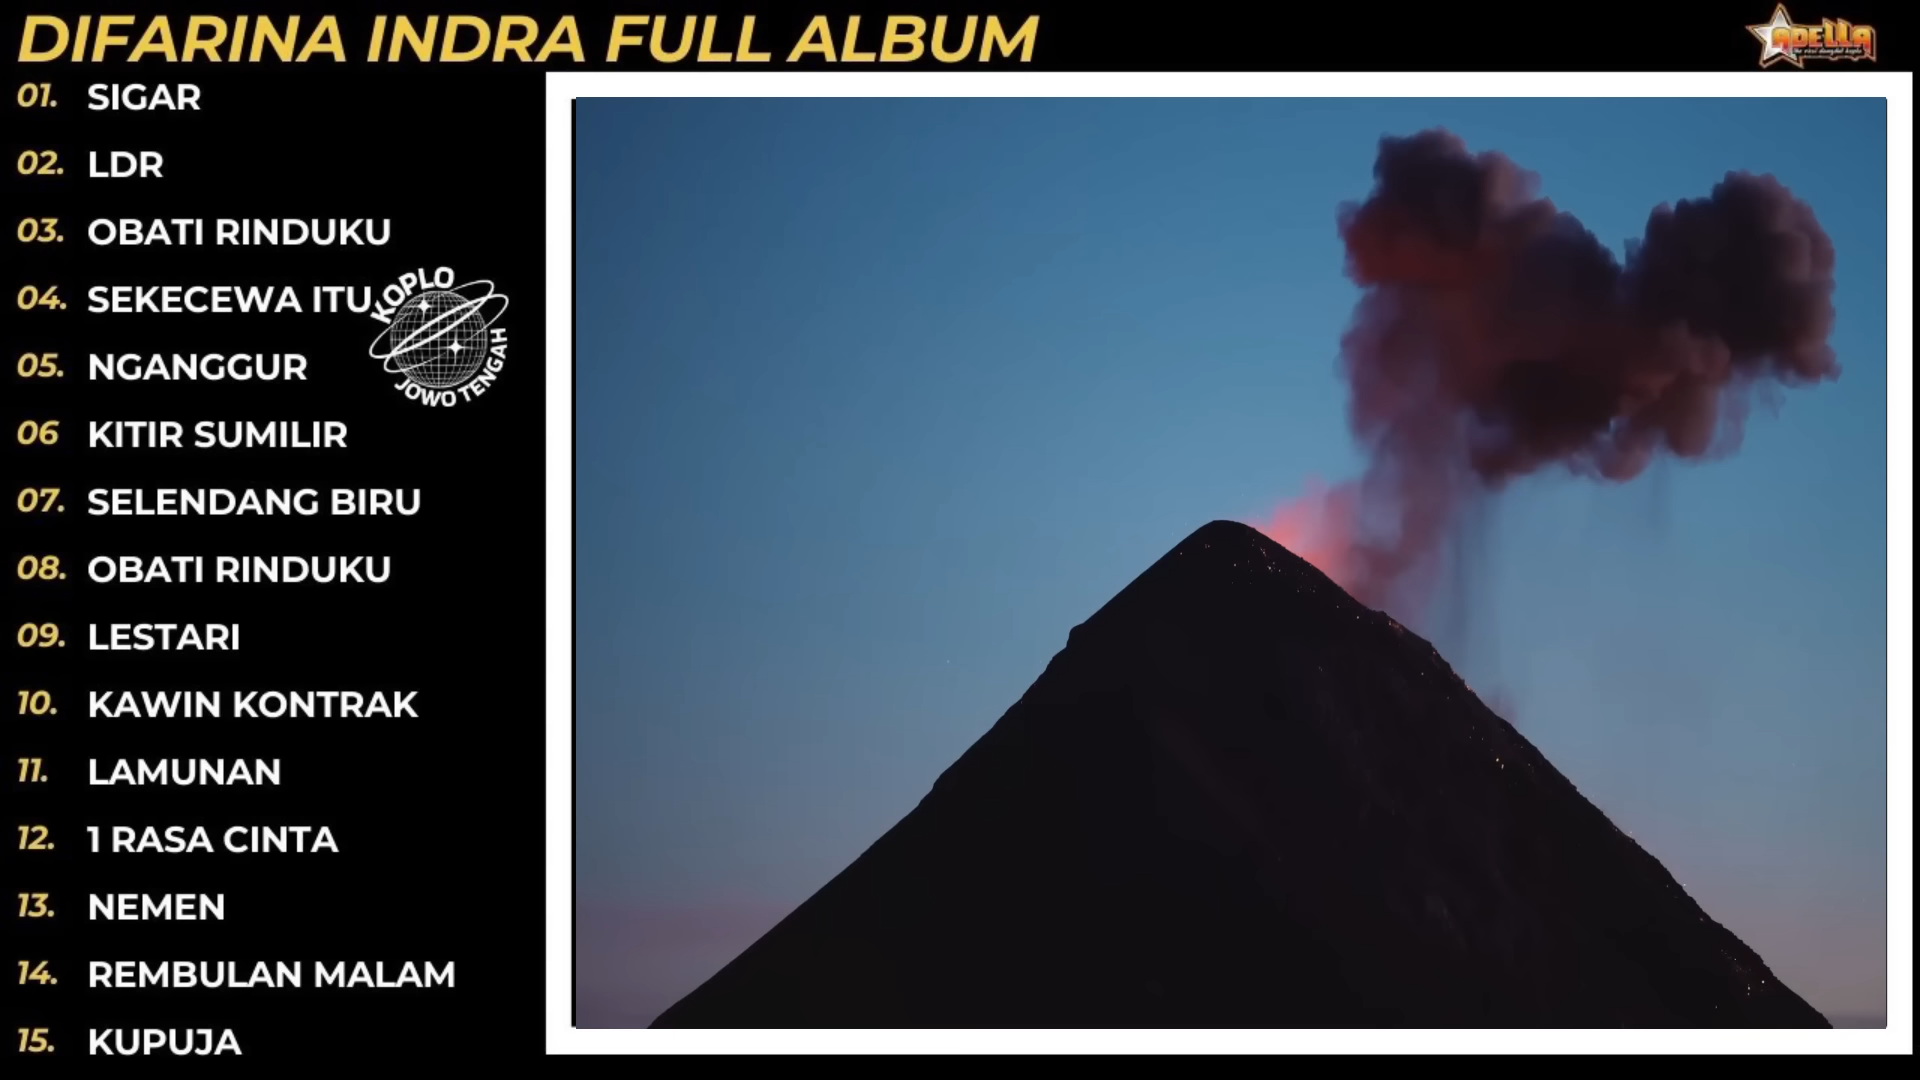 DIFARINA INDRA FULL ALBUM
ADELLA
01. SIGAR
02. LDR
03. OBATI RINDUKU
04. SEKECEWA ITU
05. NGANGGUR
06 KITIR SUMILIR
07. SELENDANG BIRU
08. OBATI RINDUKU
09. LESTARI
10. KAWIN KONTRAK
11. LAMUNAN
12. 1 RASA CINTA
13. NEMEN
14. REMBULAN MALAM
15. KUPUJA
KOPLO
JOWO TENGAH